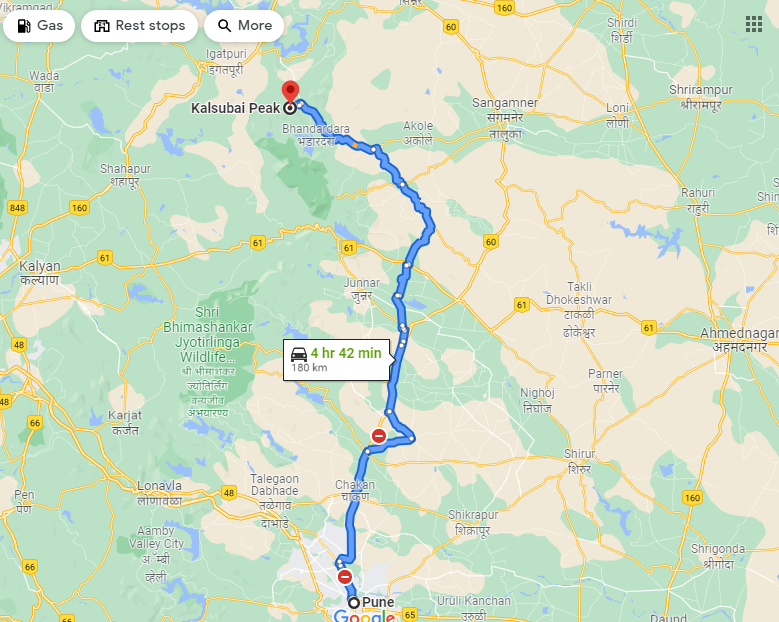 Vikramgad
Gas
Rest stops
More
160
60
Shirdi
शिर्डी
Igatpuri
इगतपुरी
Wada
वाडा
Kalsubai Peak
Sangamner
संगमनेर
तालुका
Shrirampur
श्रीरामपूर
Loni
लोणी
Bhandardara
भंडारदरा
Akole
अकोले
Shahapur
शहापूर
Rahuri
राहुरी
848
160
61
61
61
60
Kalyan
कल्याण
Junnar
जुन्नर
Takli
Dhokeshwar
टाकळी
ढोकेश्वर
61
61
Shri
Bhimashankar
Jyotirlinga
Wildlife...
श्री भीमाशंकर
ज्योतिर्लिंग
वन्यजीव
अभयारण्य
Ahmednagar
अहमदनगर
48
4 hr 42 min
180 km
Parner
पारनेर
48
66
Karjat
कर्जत
Nighoj
निघोज
Shirur
शिरुर
Lonavla
लोणावळा
Talegaon
Dabhade
तळेगाव
दाभाडे
48
Chakan
चाकण
Pen
पेण
160
Shikrapur
शिक्रापूर
Aamby
Valley City
अॅम्बी
व्हेली
Shrigonda
श्रीगोंदा
66
Pune
Google
65
Uruli Kanchan
उरुळी
Daund